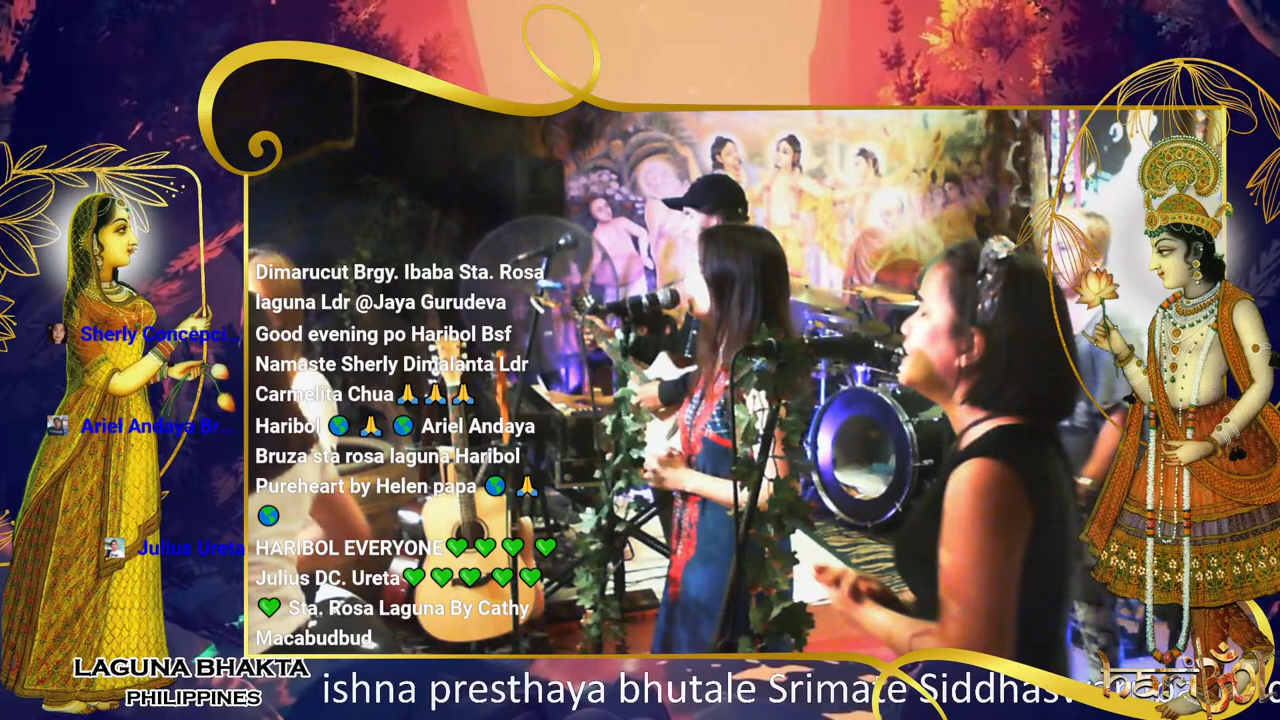 Dimarucut Brgy. Ibaba Sta. Rosa
laguna Ldr @Jaya Gurudeva
Sherly Concepci... Good evening po Haribol Bsf
Namaste Sherly Dimalanta Ldr
Carmelita Chua🙏🙏🙏
Ariel Andaya Br... Haribol 🌎 🙏 🌎 Ariel Andaya
Bruza sta rosa laguna Haribol
Pureheart by Helen papa 🌎 🙏
🌎
Julius Ureta HARIBOL EVERYONE💚💚💚 💚
Julius DC. Ureta💚💚💚 💚💚
💚 Sta. Rosa Laguna By Cathy
Macabudbud
LAGUNA BHAKTA
PHILIPPINES
ishna presthaya bhutale Srimate
hari